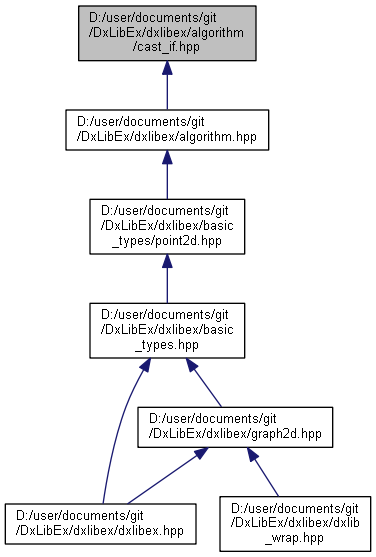 D:/user/documents/git
/DxLibEx/dxlibex/algorithm
/cast_if.hpp
D:/user/documents/git
/DxLibEx/dxlibex/algorithm.hpp
D:/user/documents/git
/DxLibEx/dxlibex/basic
_types/point2d.hpp
D:/user/documents/git
/DxLibEx/dxlibex/basic
_types.hpp
D:/user/documents/git
/DxLibEx/dxlibex/graph2d.hpp
D:/user/documents/git
/DxLibEx/dxlibex/dxlibex.hpp
D:/user/documents/git
/DxLibEx/dxlibex/dxlib
_wrap.hpp